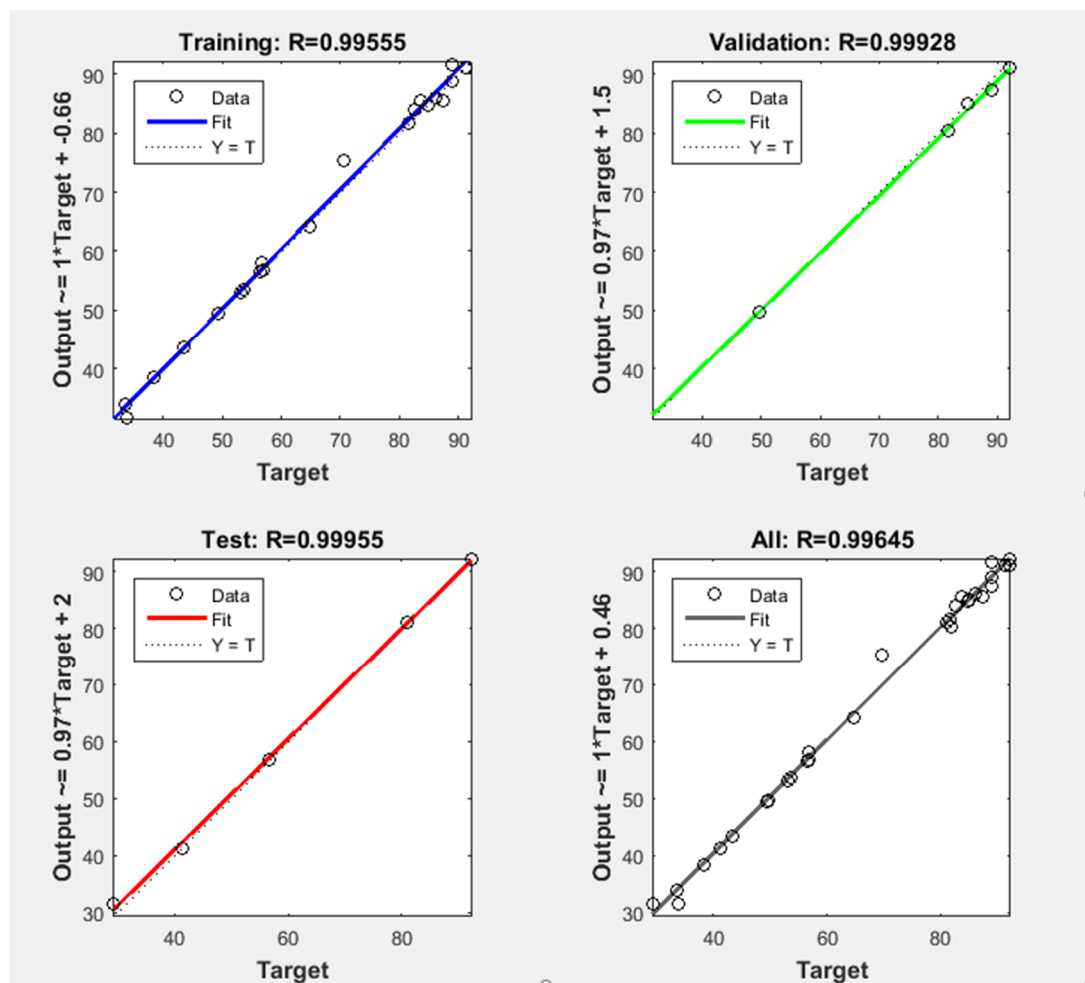 Training: R=0.99555
Output ~= 1*Target + -0.66
Data
Fit
Y = T
90
80
70
60
50
40
40 50 60 70 80 90
Target
Validation: R=0.99928
Output ~= 0.97*Target + 1.5
Data
Fit
Y = T
90
80
70
60
50
40
40 50 60 70 80 90
Target
Test: R=0.99955
Output ~= 0.97*Target + 2
Data
Fit
Y = T
90
80
70
60
50
40
30
40 60 80
Target
All: R=0.99645
Output ~= 1*Target + 0.46
Data
Fit
Y = T
90
80
70
60
50
40
30
40 60 80
Target